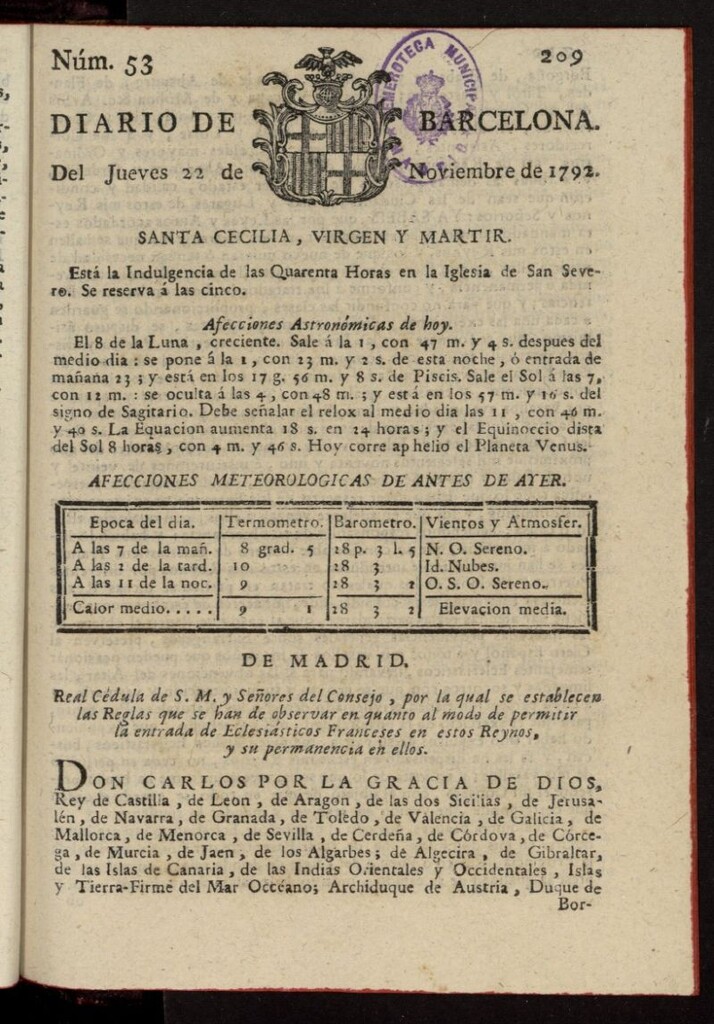 Núm. 53
209
HEMEROTECA MUNICIPAL
DIARIO DE BARCELONA.
Del Jueves 22 de Noviembre de 1792.
SANTA CECILIA, VIRGEN Y MARTIR.
Está la Indulgencia de las Quarenta Horas en la Iglesia de San Seve-
ro. Se reserva á las cinco.
Afecciones Astronómicas de hoy.
El 8 de la Luna, creciente. Sale á la 1, con 47 m. y 4 s. despues del
medio dia: se pone á la 1, con 23 m. y 2 s. de esta noche, ó entrada de
mañana 23; y está en los 17 g. 56 m. y 8 s. de Piscis. Sale el Sol á las 7,
con 12 m.: se oculta á las 4, con 48 m.; y está en los 57 m. y 16 s. del
signo de Sagitario. Debe señalar el relox al medio dia las 11, con 46 m.
y 40 s. La Equacion aumenta 18 s. en 24 horas; y el Equinoccio dista
del Sol 8 horas, con 4 m. y 46 s. Hoy corre aphelio el Planeta Venus.
AFECCIONES METEOROLOGICAS DE ANTES DE AYER.
Epoca del dia. Termometro. Barometro. Vientos y Atmosfer.
A las 7 de la mañ. 8 grad. 5 28 p. 3 l. 5 N. O. Sereno.
A las 2 de la tard. 10 28 3 Id. Nubes.
A las 11 de la noc. 9 28 3 2 O. S. O. Sereno.
Calor medio..... 9 1 28 3 2 Elevacion media.
DE MADRID.
Real Cédula de S. M. y Señores del Consejo, por la qual se establecen
las Reglas que se han de observar en quanto al modo de permitir
la entrada de Eclesiásticos Franceses en estos Reynos,
y su permanencia en ellos.
DON CARLOS POR LA GRACIA DE DIOS,
Rey de Castilla, de Leon, de Aragon, de las dos Sicilias, de Jerusa-
lén, de Navarra, de Granada, de Toledo, de Valencia, de Galicia, de
Mallorca, de Menorca, de Sevilla, de Cerdeña, de Córdova, de Córce-
ga, de Murcia, de Jaen, de los Algarbes; de Algecira, de Gibraltar,
de las Islas de Canaria, de las Indias Orientales y Occidentales, Islas
y Tierra-Firme del Mar Occéano; Archiduque de Austria, Duque de
Bor-